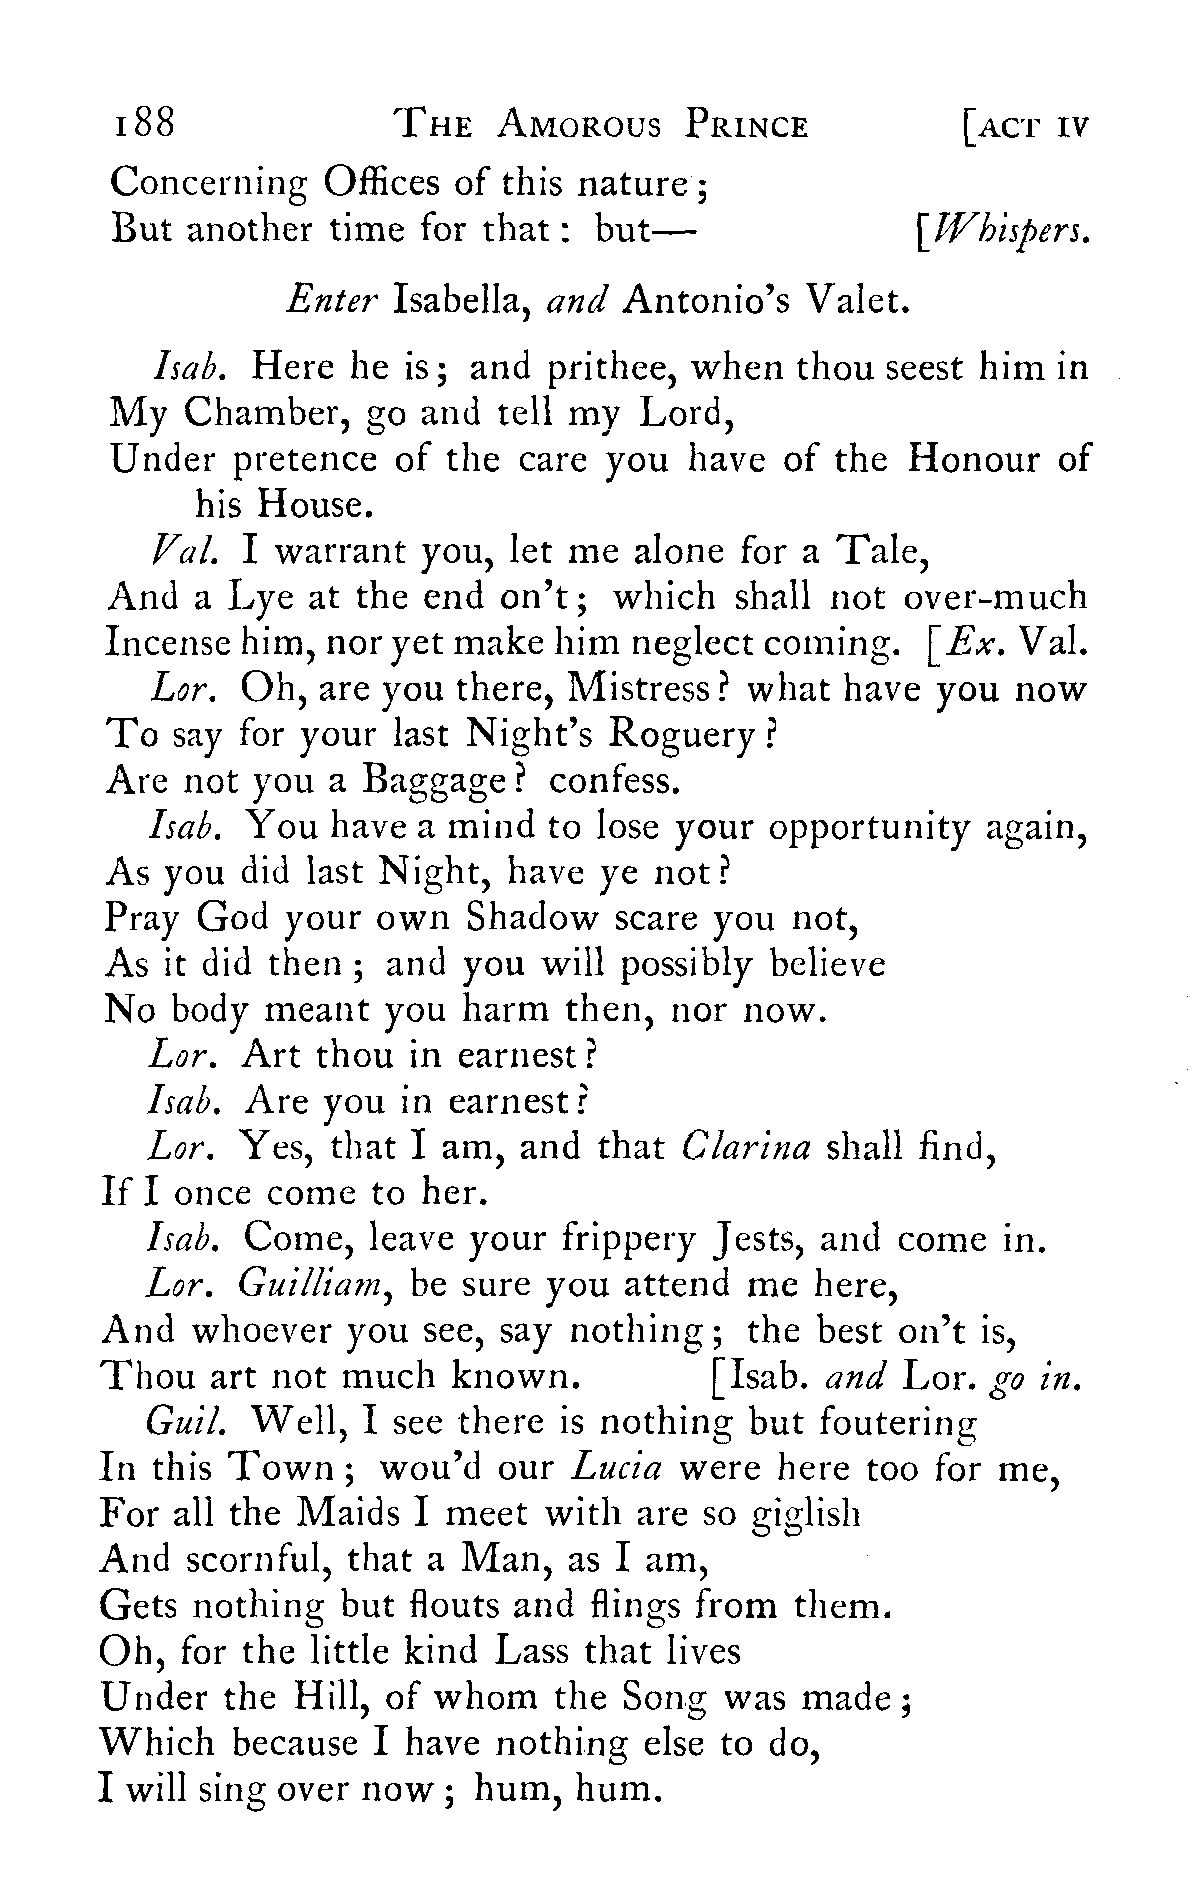 188 The Amorous Prince [act iv
Concerning Offices of this nature;
But another time for that: but— [Whispers.
Enter Isabella, and Antonio's Valet.
Isab. Here he is; and prithee, when thou seest him in
My Chamber, go and tell my Lord,
Under pretence of the care you have of the Honour of
his House.
Val. I warrant you, let me alone for a Tale,
And a Lye at the end on't; which shall not over-much
Incense him, nor yet make him neglect coming. [Ex. Val.
Lor. Oh, are you there, Mistress? what have you now
To say for your last Night's Roguery?
Are not you a Baggage? confess.
Isab. You have a mind to lose your opportunity again,
As you did last Night, have ye not?
Pray God your own Shadow scare you not,
As it did then; and you will possibly believe
No body meant you harm then, nor now.
Lor. Art thou in earnest?
Isab. Are you in earnest?
Lor. Yes, that I am, and that Clarina shall find,
If I once come to her.
Isab. Come, leave your frippery Jests, and come in.
Lor. Guilliam, be sure you attend me here,
And whoever you see, say nothing; the best on't is,
Thou art not much known. [Isab. and Lor. go in.
Guil. Well, I see there is nothing but foutering
In this Town; wou'd our Lucia were here too for me,
For all the Maids I meet with are so giglish
And scornful, that a Man, as I am,
Gets nothing but flouts and flings from them.
Oh, for the little kind Lass that lives
Under the Hill, of whom the Song was made;
Which because I have nothing else to do,
I will sing over now; hum, hum.